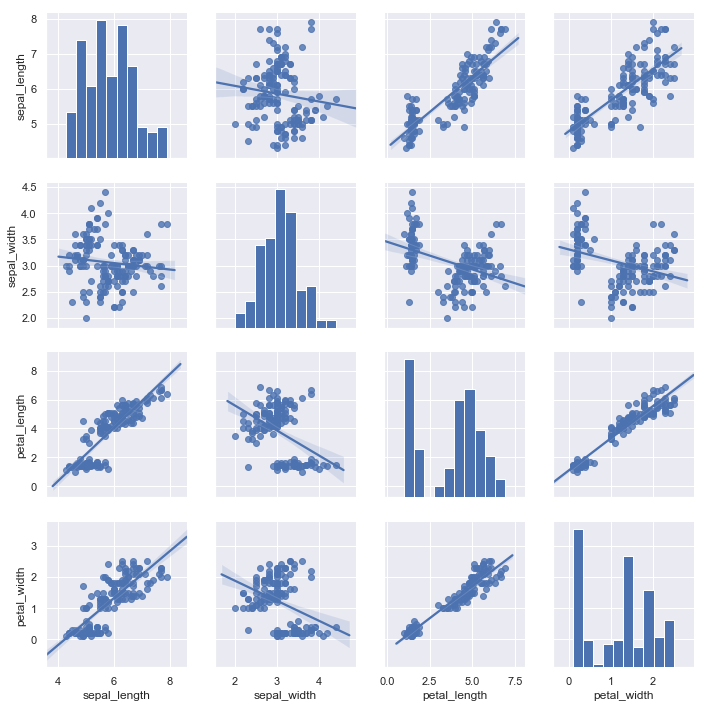 sepal_length
8
7
6
5
sepal_width
4.5
4.0
3.5
3.0
2.5
2.0
petal_length
8
6
4
2
0
petal_width
3
2
1
0
4 6 8
2 3 4
0.0 2.5 5.0 7.5
0 1 2
sepal_length sepal_width petal_length petal_width